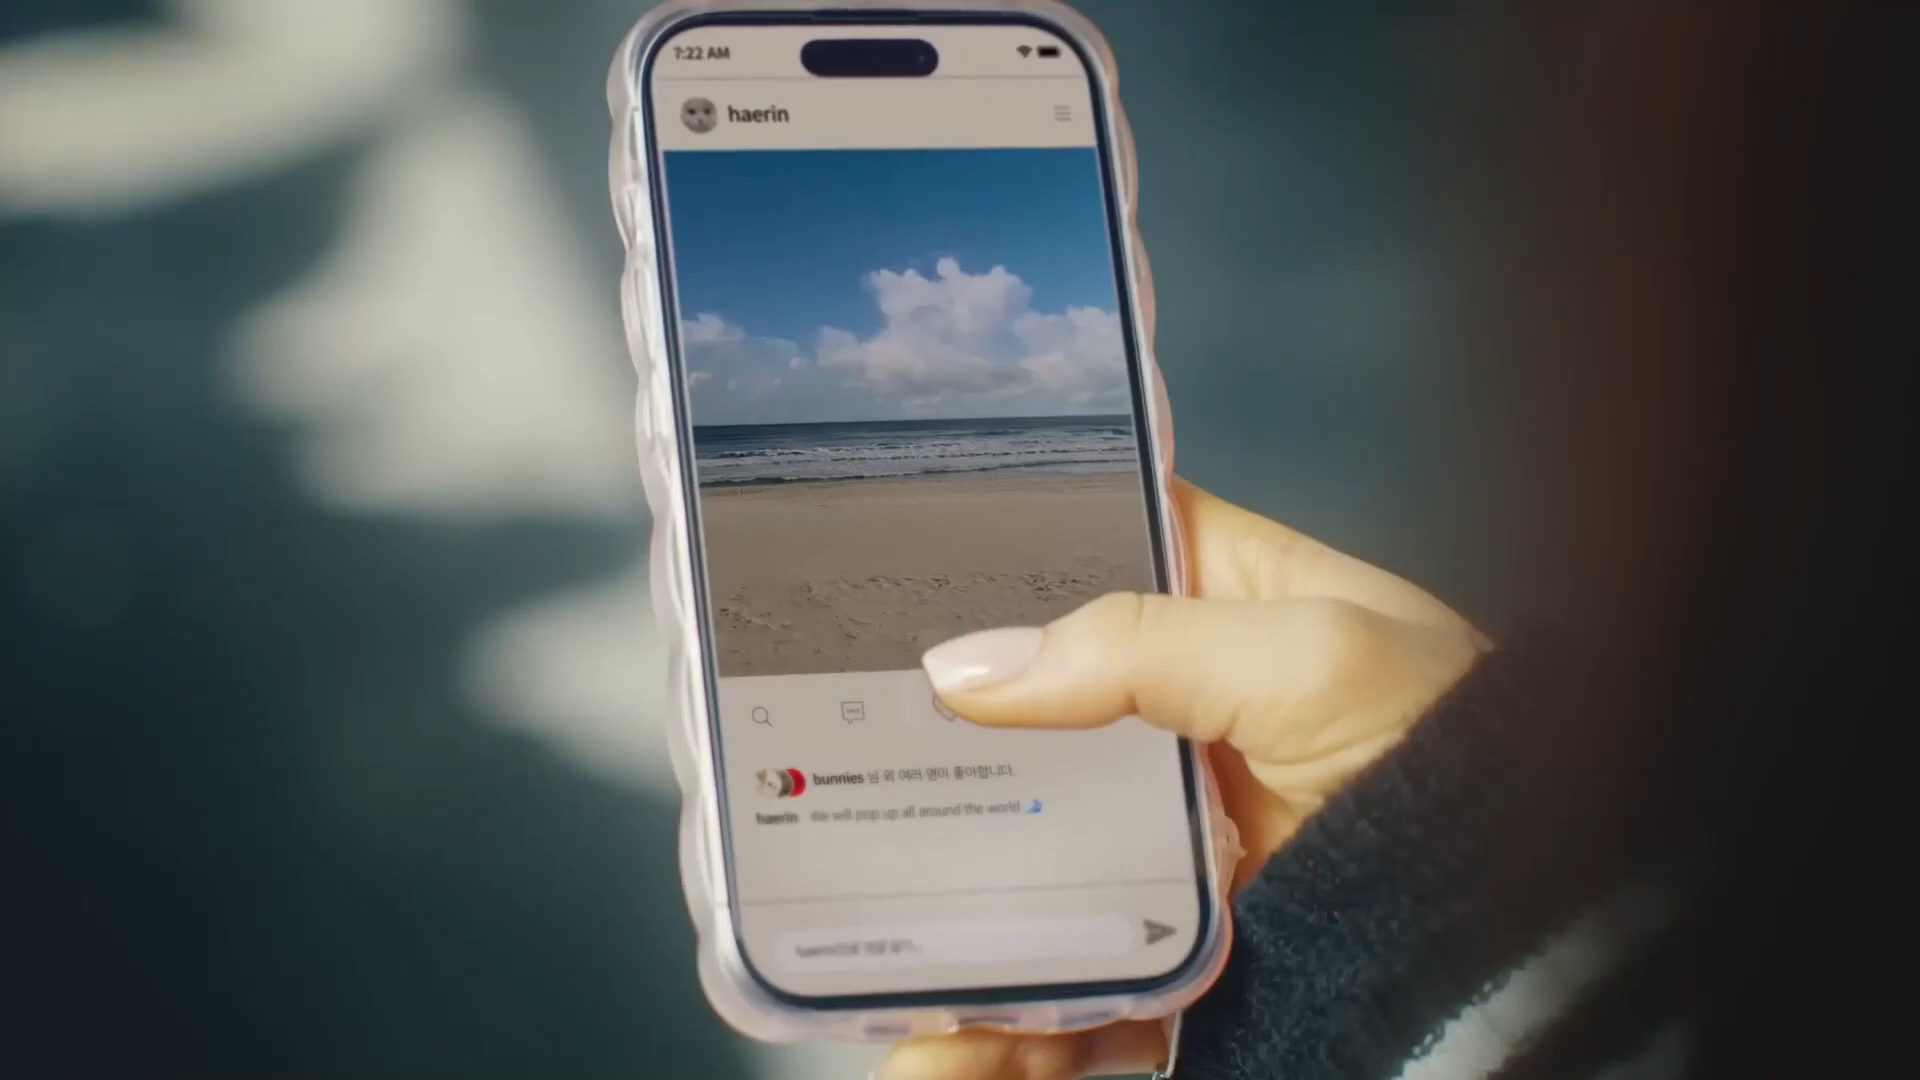 7:22 AM
haerin
bunnies 님 외 여러 명이 좋아합니다.
haerin We will pop up all around the world